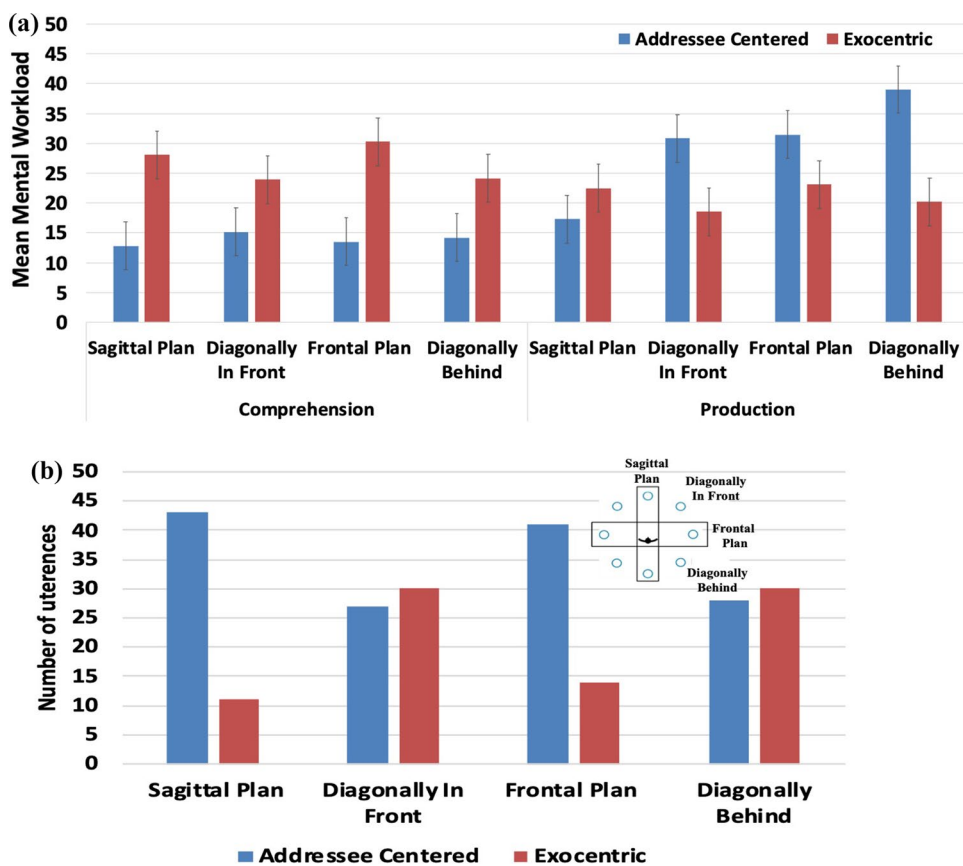 (a)
50
45
40
35
30
25
20
15
10
5
0
Mean Mental Workload
Addressee Centered Exocentric
Sagittal Plan Diagonally Frontal Plan Diagonally Sagittal Plan Diagonally Frontal Plan Diagonally
In Front Behind In Front Behind
Comprehension Production
(b)
50
45
40
35
30
25
20
15
10
5
0
Number of uterences
Sagittal
Plan
Diagonally
In Front
Frontal
Plan
Diagonally
Behind
Sagittal Plan Diagonally In Frontal Plan Diagonally
Front Behind
Addressee Centered Exocentric